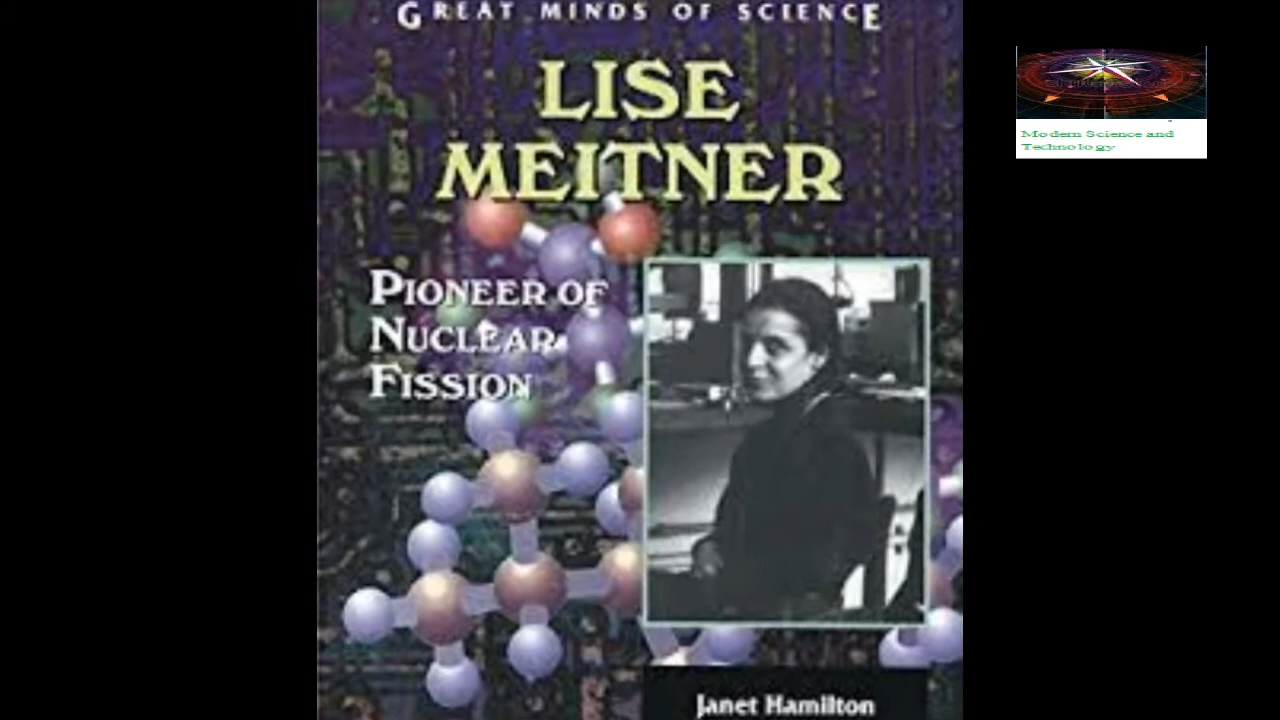 GREAT MINDS OF SCIENCE
LISE
MEITNER
PIONEER OF
NUCLEAR
FISSION
Janet Hamilton
Modern Science and
Technology